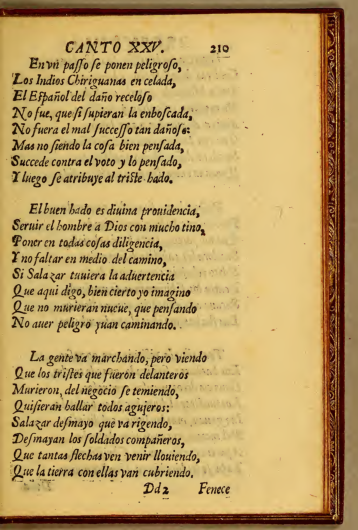 CANTO XXV. 210
En vn passo se ponen peligroso,
Los Indios Chiriguanas en celada,
El Español del daño receloso
No fue, que si supieran la enboscada,
No fuera el mal successo tan dañoso:
Mas no siendo la cosa bien pensada,
Succede contra el voto y lo pensado,
Y luego se atribuye al triste hado.
El buen hado es diuina prouidencia,
Seruir el hombre a Dios con mucho tino,
Poner en todas cosas diligencia,
Y no faltar en medio del camino,
Si Salazar tuuiera la aduertencia
Que aqui digo, bien cierto yo imagino
Que no murieran nueue, que pensando
No auer peligro yuan caminando.
La gente va marchando, pero viendo
Que los tristes que fueron delanteros
Murieron, del negocio se temiendo,
Quisieran hallar todos agujeros:
Salazar desmayo que va rigendo,
Desmayan los soldados compañeros,
Que tantas flechas ven venir llouiendo,
Que la tierra con ellas van cubriendo.
Dd2 Fenece